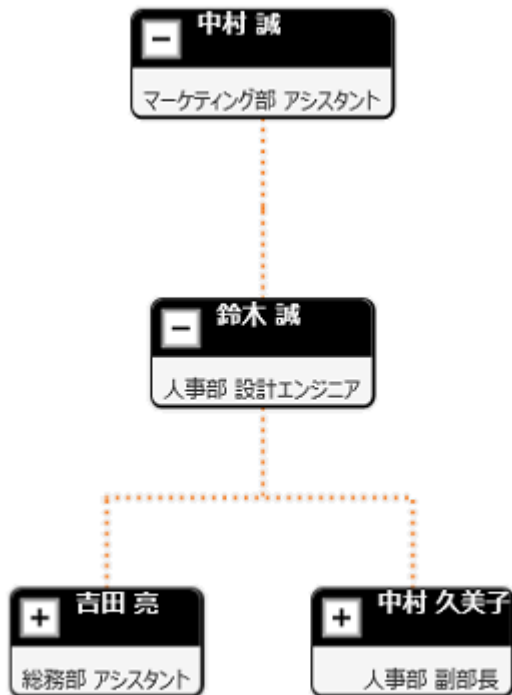 中村 誠
マーケティング部 アシスタント
鈴木 誠
人事部 設計エンジニア
吉田 亮
総務部 アシスタント
中村 久美子
人事部 副部長